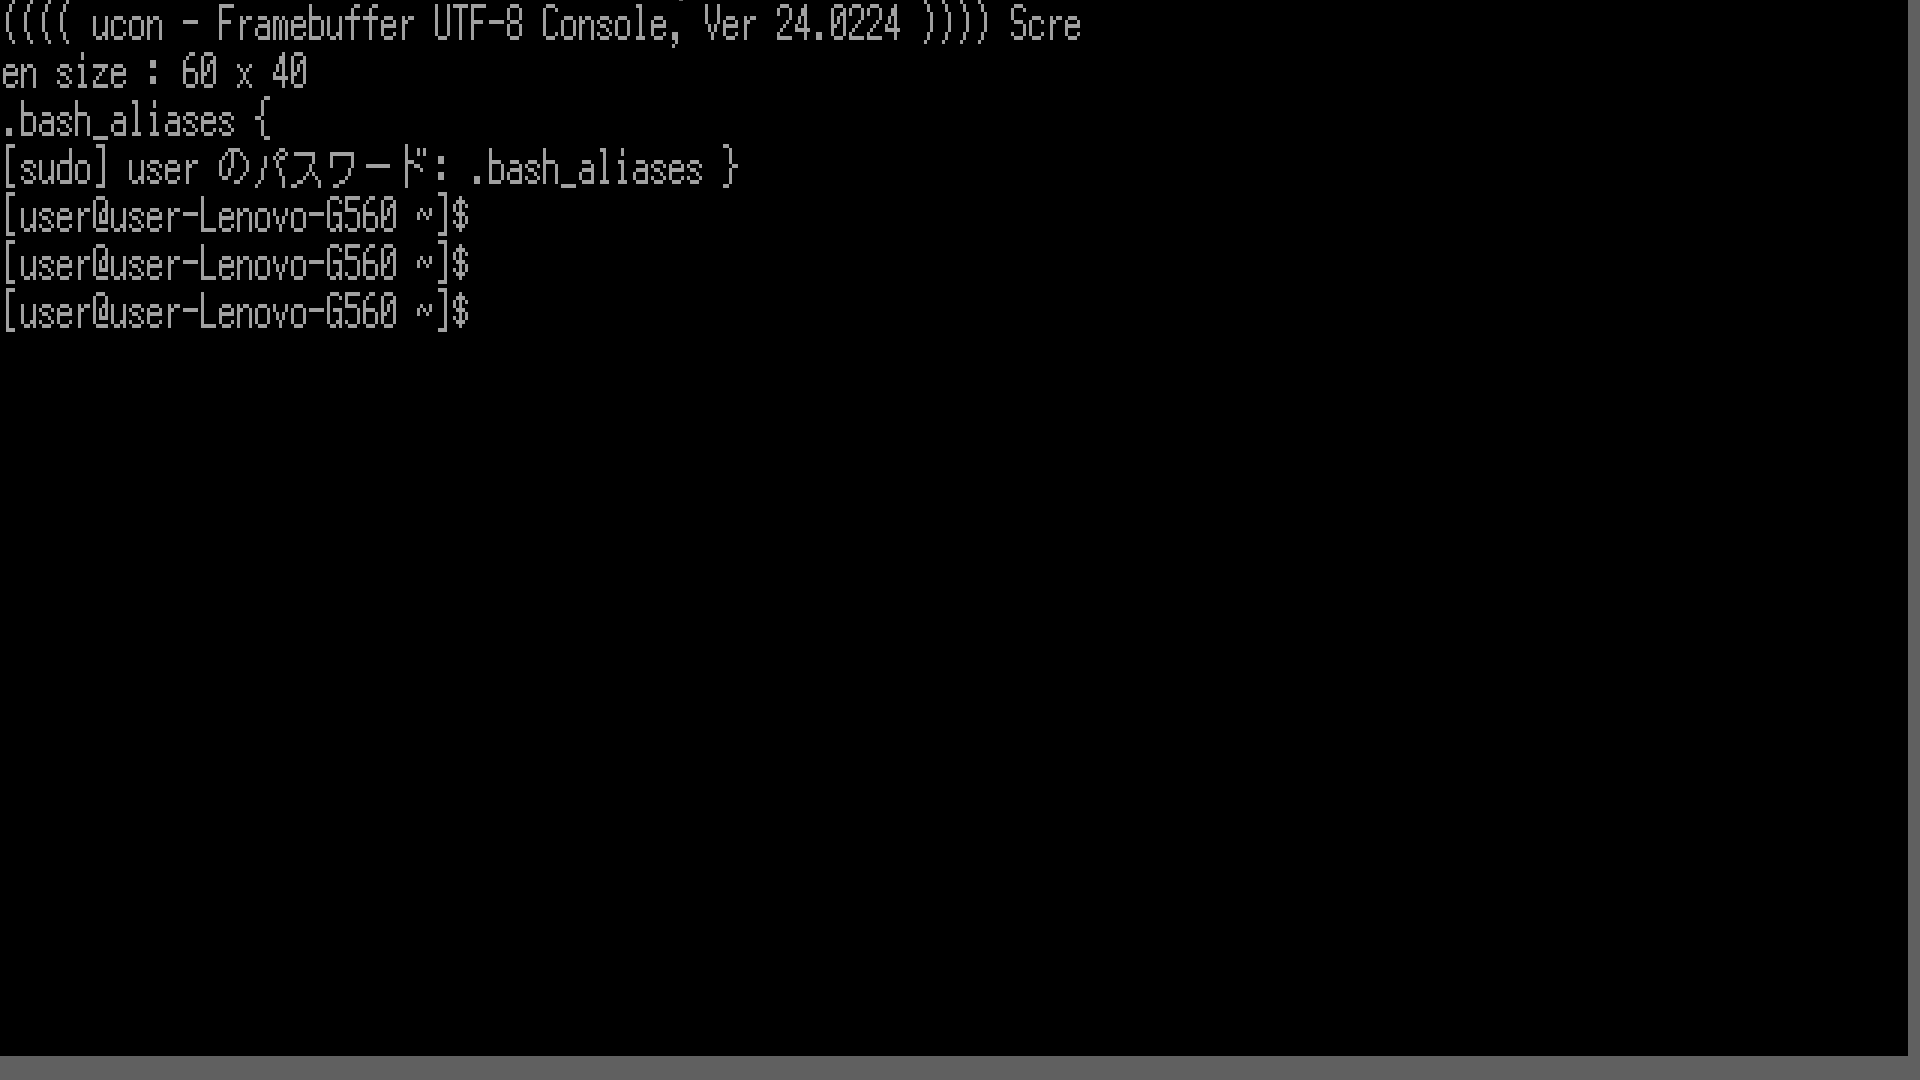 (((( ucon - Framebuffer UTF-8 Console, Ver 24.0224 )))) Scre
en size : 60 x 40
.bash_aliases {
[sudo] user のパスワード: .bash_aliases }
[user@user-Lenovo-G560 ~]$
[user@user-Lenovo-G560 ~]$
[user@user-Lenovo-G560 ~]$